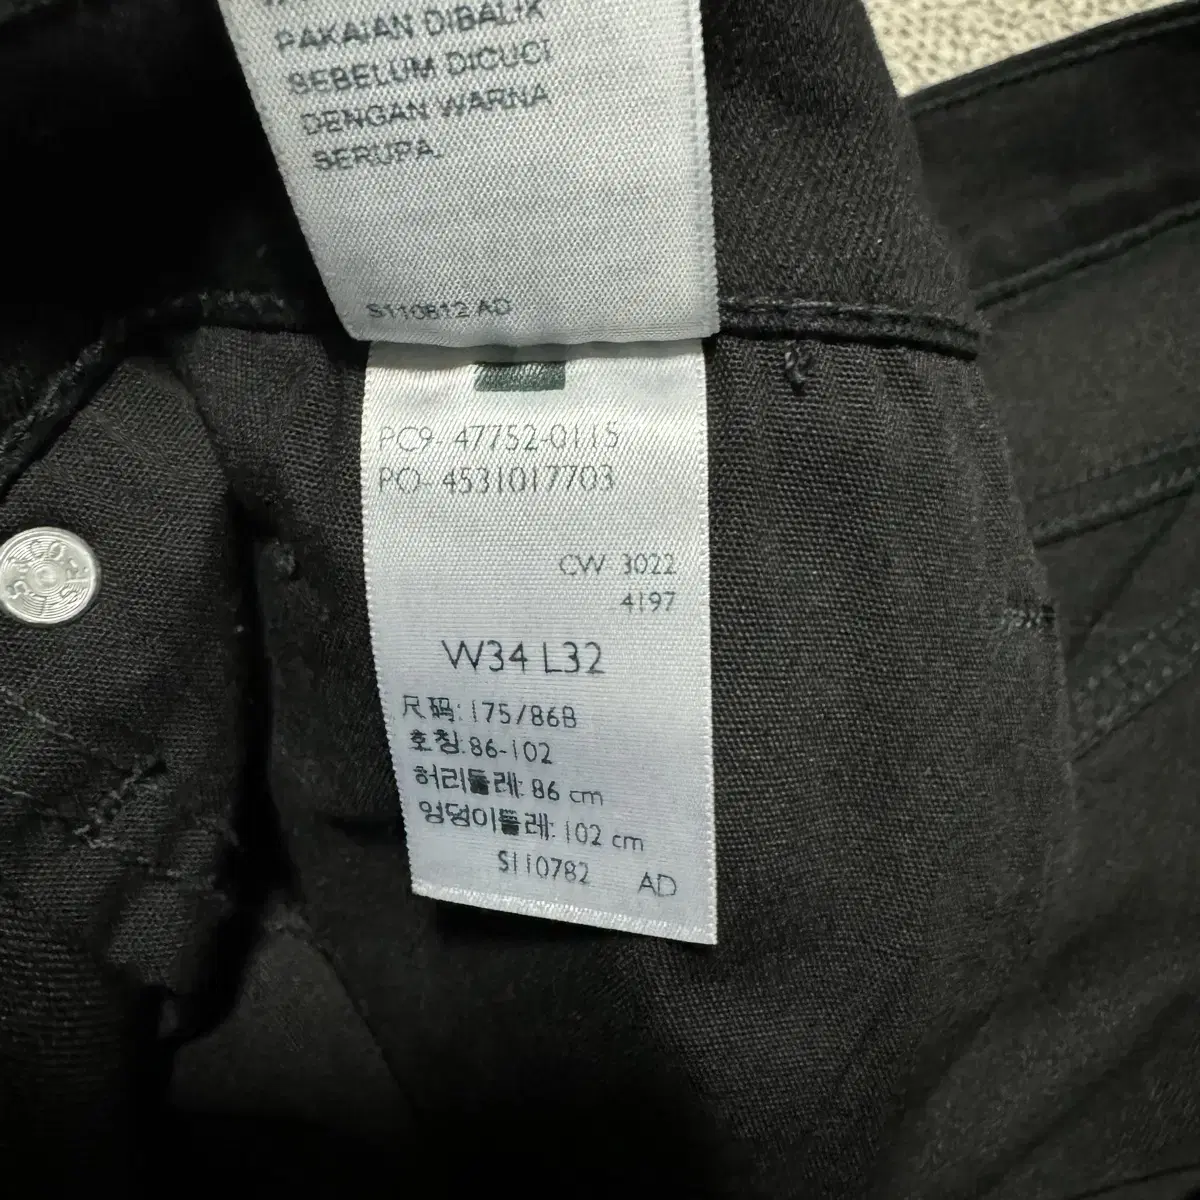 PAKAIAN DIBALIK
SEBELUM DICUCI
DENGAN WARNA
SERUPA.
S110612 AD
PC9- 47752-0115
PO- 4531017703
CW 3022
4197
W34 L32
尺码: 175/86B
호칭: 86-102
허리둘레: 86 cm
엉덩이둘레: 102 cm
S110782 AD